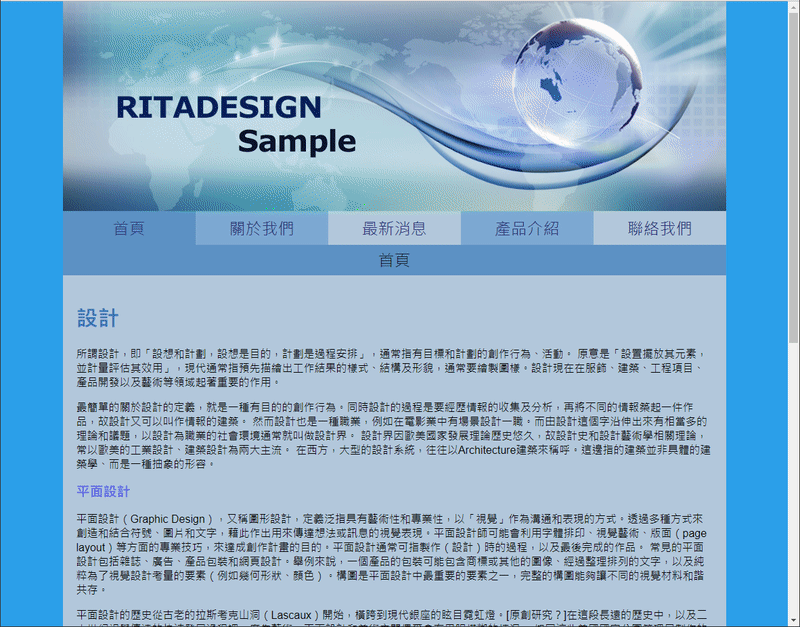 RITADESIGN
Sample
首頁 關於我們 最新消息 產品介紹 聯絡我們
首頁
設計
所謂設計，即「設想和計劃，設想是目的，計劃是過程安排」，通常指有目標和計劃的創作行為、活動。 原意是「設置擺放其元素，
並計量評估其效用」，現代通常指預先描繪出工作結果的樣式、結構及形貌，通常要繪製圖樣。設計現在在服飾、建築、工程項目、
產品開發以及藝術等領域起著重要的作用。
最簡單的關於設計的定義，就是一種有目的的創作行為。同時設計的過程是要經歷情報的收集及分析，再將不同的情報築起一件作
品，故設計又可以叫作情報的建築。 然而設計也是一種職業，例如在電影業中有場景設計一職。而由設計這個字沿伸出來有相當多的
理論和議題，以設計為職業的社會環境通常就叫做設計界。 設計界因歐美國家發展理論歷史悠久，故設計史和設計藝術學相關理論，
常以歐美的工業設計、建築設計為兩大主流。 在西方，大型的設計系統，往往以Architecture建築來稱呼。這邊指的建築並非具體的建
築學、而是一種抽象的形容。
平面設計
平面設計（Graphic Design），又稱圖形設計，定義泛指具有藝術性和專業性，以「視覺」作為溝通和表現的方式。透過多種方式來
創造和結合符號、圖片和文字，藉此作出用來傳達想法或訊息的視覺表現。平面設計師可能會利用字體排印、視覺藝術、版面（page
layout）等方面的專業技巧，來達成創作計畫的目的。平面設計通常可指製作（設計）時的過程，以及最後完成的作品。 常見的平面
設計包括雜誌、廣告、產品包裝和網頁設計。舉例來說，一個產品的包裝可能包含商標或其他的圖像、經過整理排列的文字，以及純
粹為了視覺設計考量的要素（例如幾何形狀、顏色）。構圖是平面設計中最重要的要素之一，完整的構圖能夠讓不同的視覺材料和諧
共存。
平面設計的歷史從古老的拉斯考克山洞（Lascaux）開始，橫跨到現代銀座的眩目霓虹燈。[原創研究？]在這段長遠的歷史中，以及二